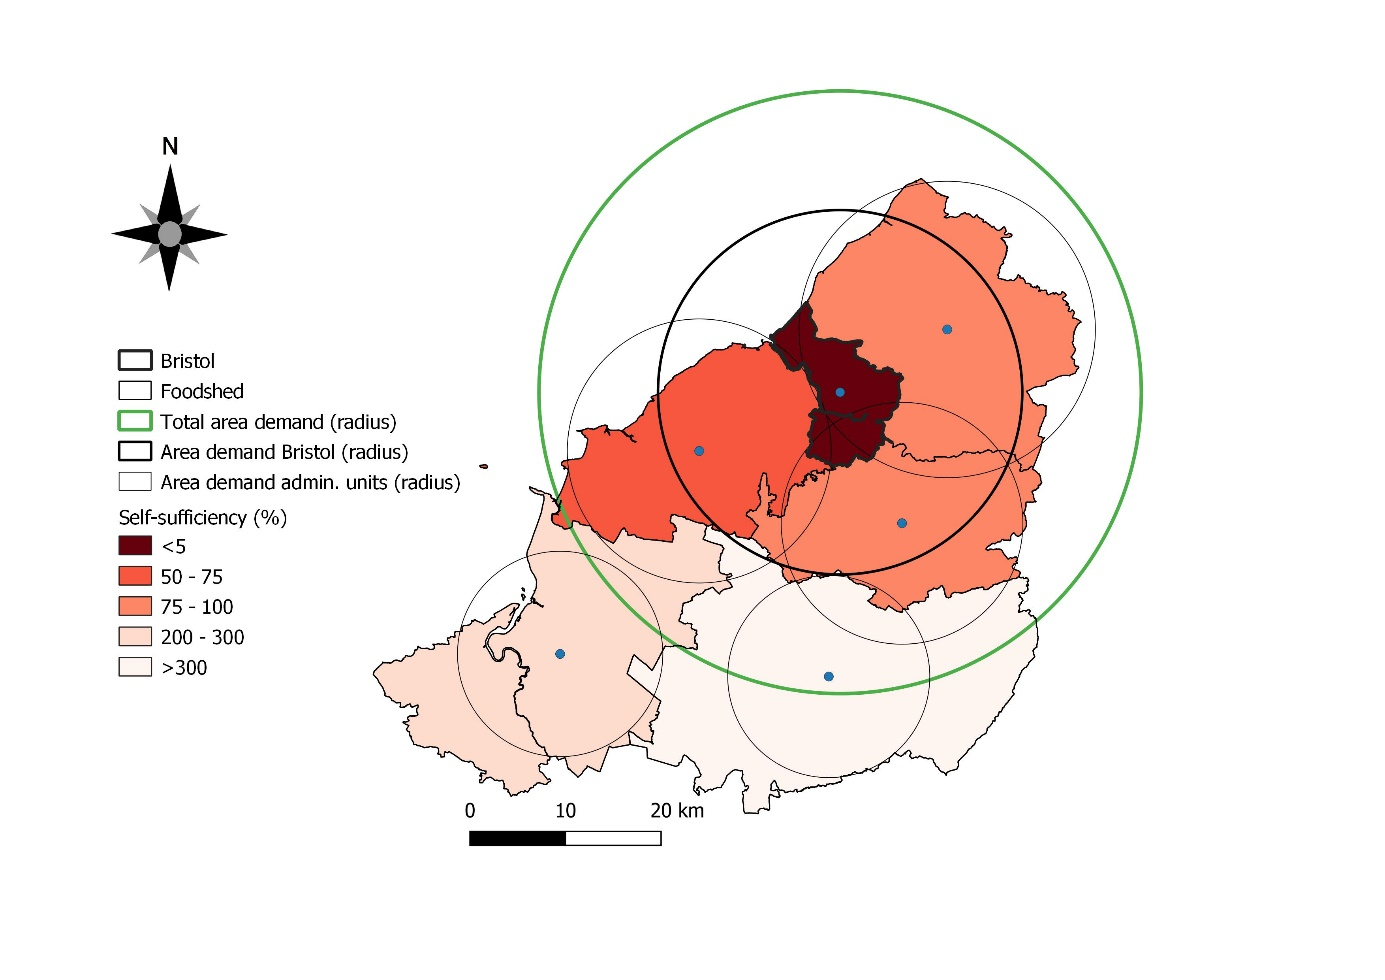 N
Bristol
Foodshed
Total area demand (radius)
Area demand Bristol (radius)
Area demand admin. units (radius)
Self-sufficiency (%)
<5
50 - 75
75 - 100
200 - 300
>300
0 10 20 km